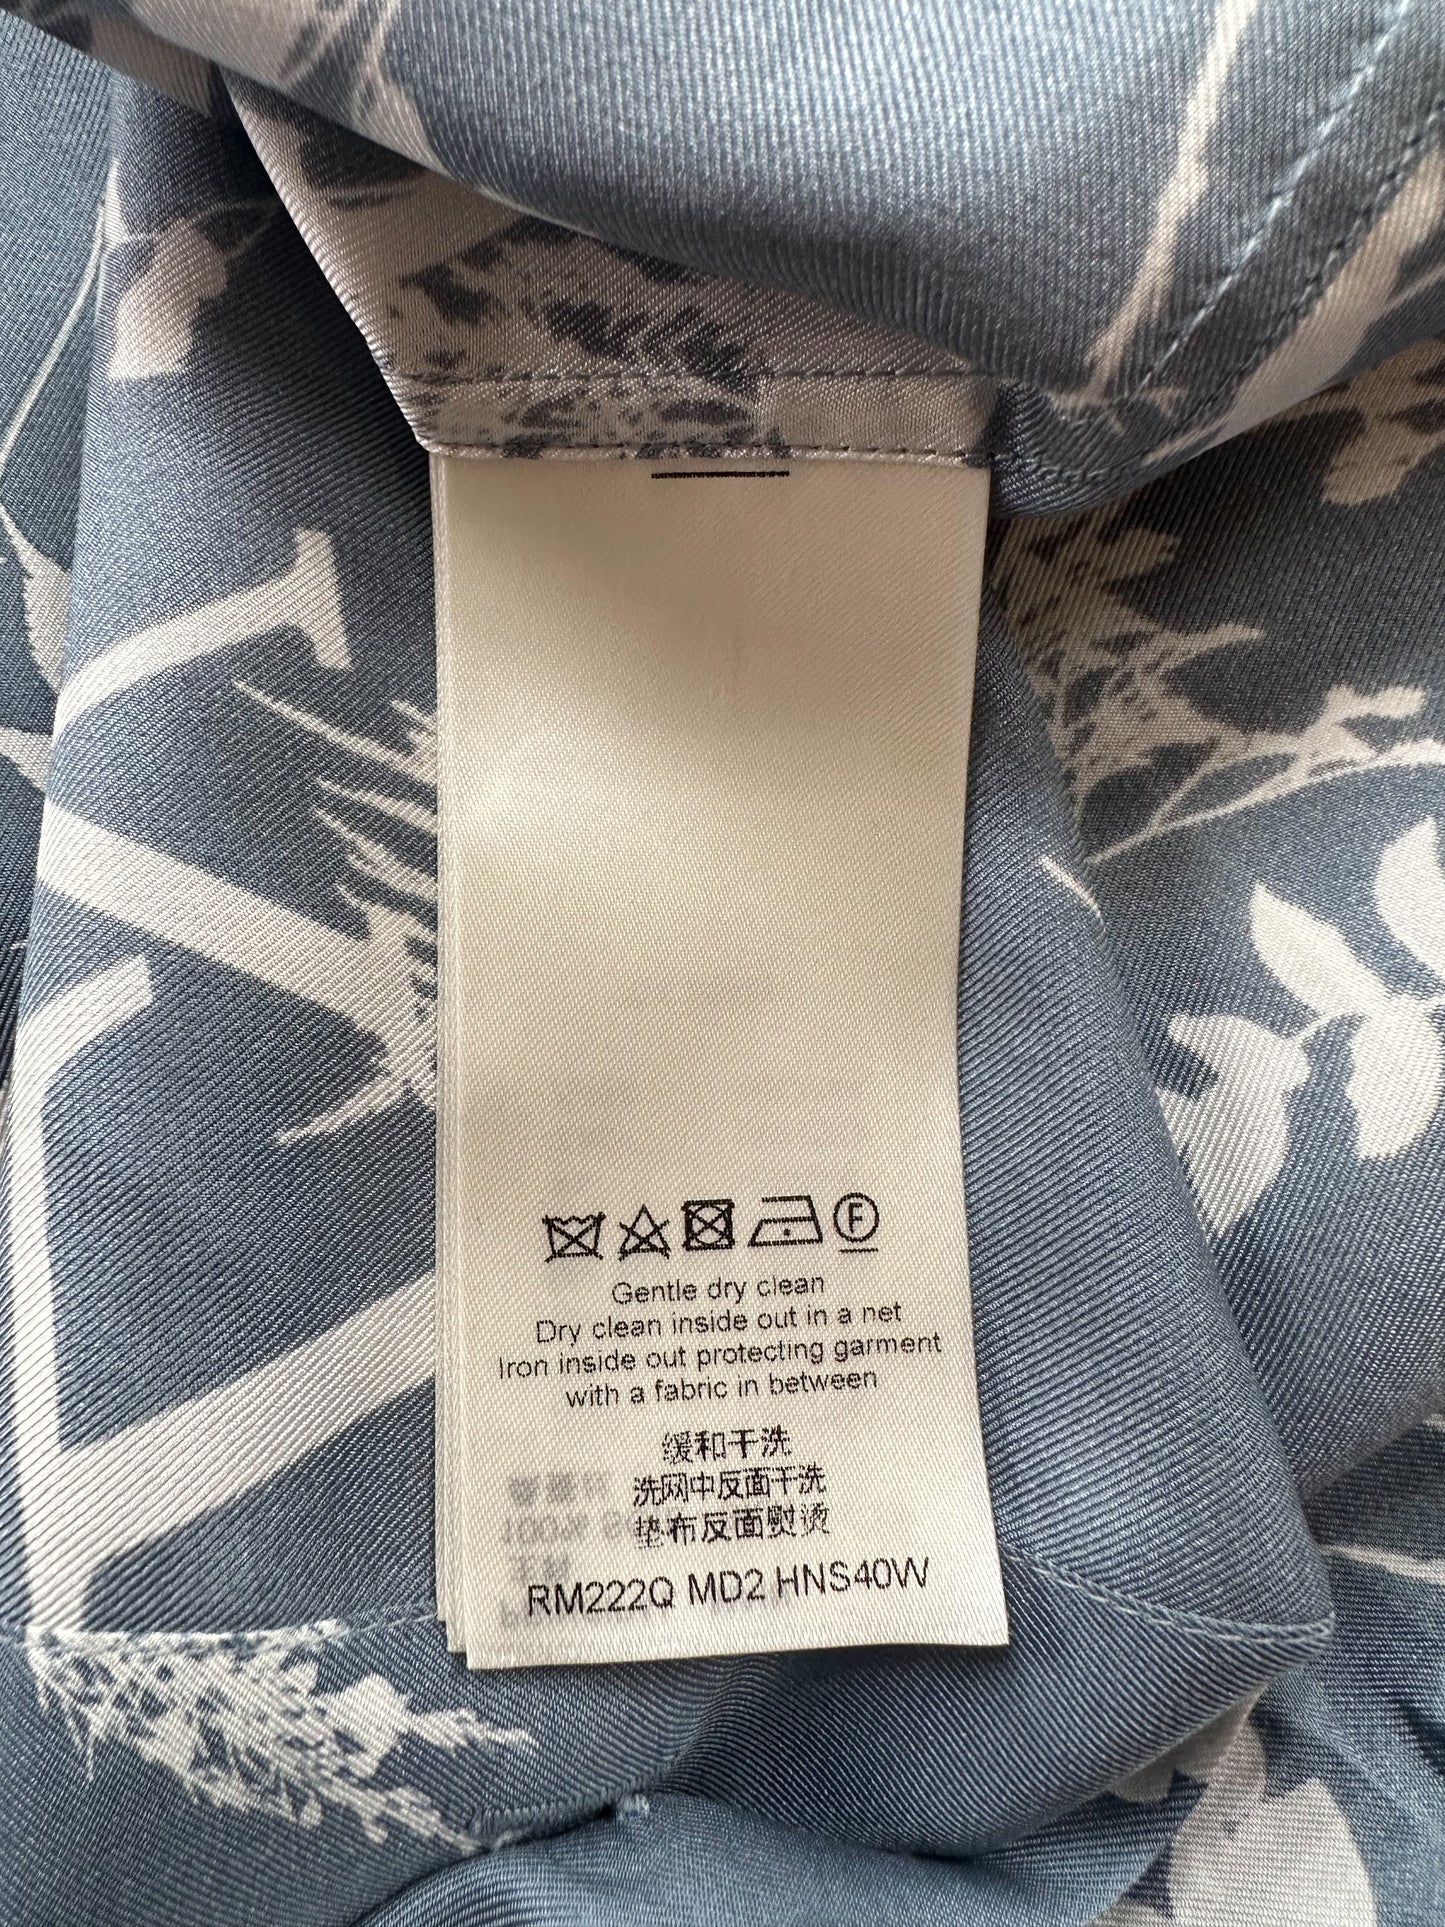 F
Gentle dry clean
Dry clean inside out in a net
Iron inside out protecting garment
with a fabric in between
缓和干洗
洗网中反面干洗
垫布反面熨烫
RM222Q MD2 HNS40W